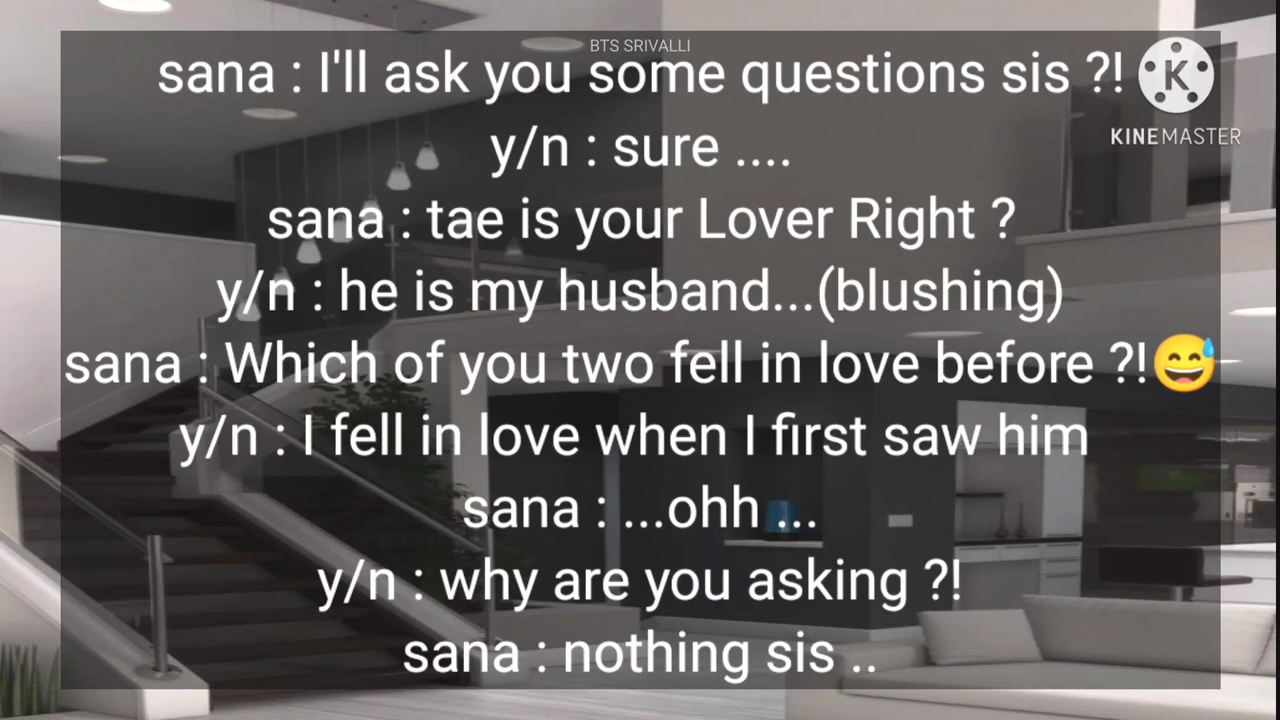 BTS SRIVALLI
sana : I'll ask you some questions sis ?!
y/n : sure ....
sana : tae is your Lover Right ?
y/n : he is my husband...(blushing)
sana : Which of you two fell in love before ?!😅
y/n : I fell in love when I first saw him
sana : ...ohh ...
y/n : why are you asking ?!
sana : nothing sis ..
K
KINEMASTER